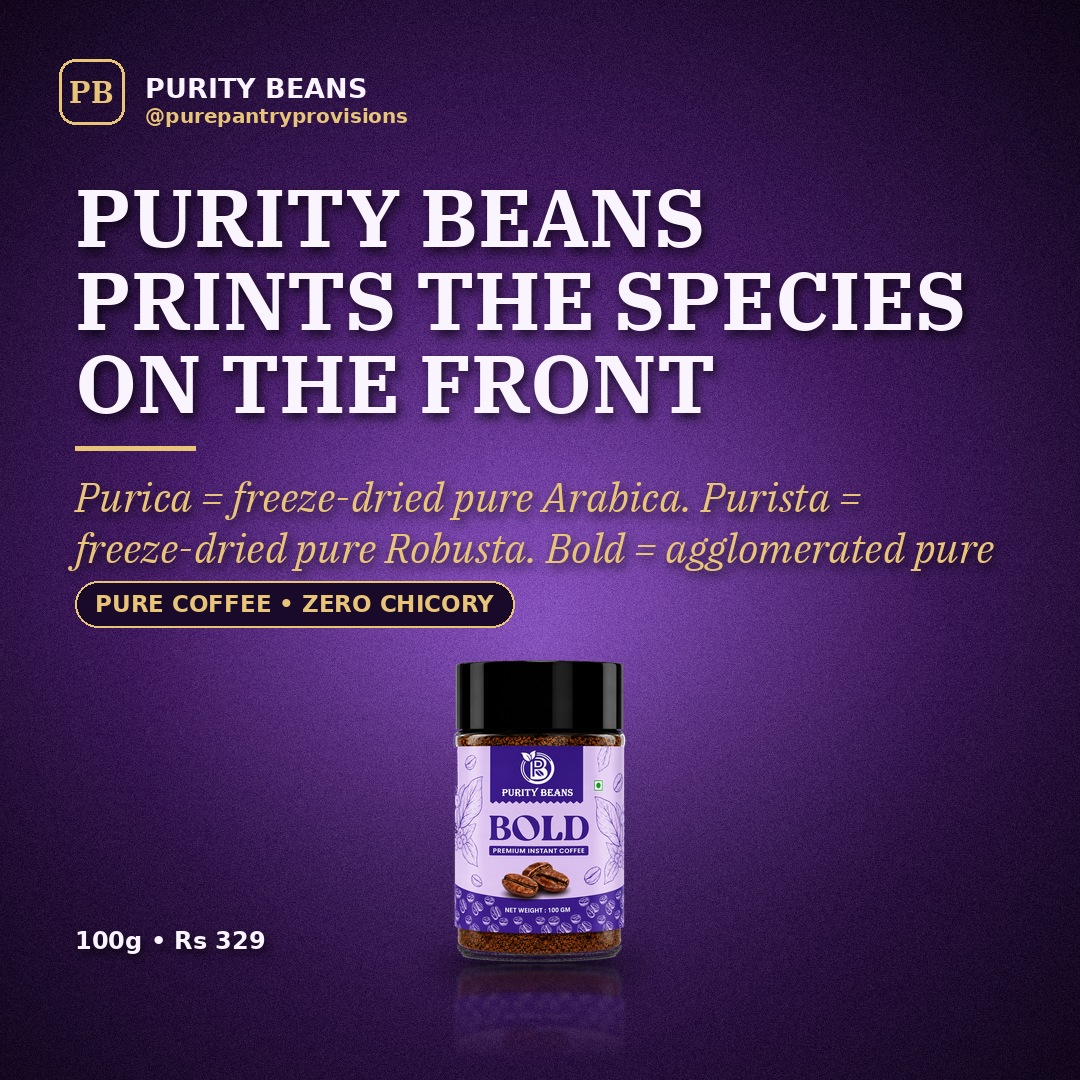 PB
PURITY BEANS
@purepantryprovisions
PURITY BEANS
PRINTS THE SPECIES
ON THE FRONT
Purica = freeze-dried pure Arabica. Purista =
freeze-dried pure Robusta. Bold = agglomerated pure
PURE COFFEE • ZERO CHICORY
PURITY BEANS
BOLD
PREMIUM INSTANT COFFEE
NET WEIGHT : 100 GM
100g • Rs 329